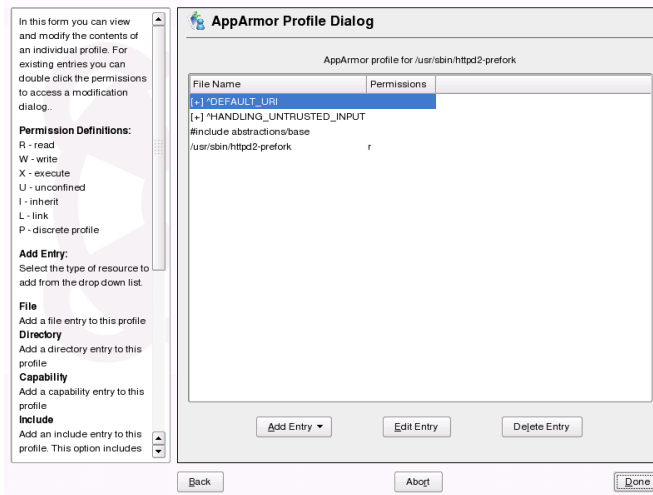 In this form you can view
and modify the contents of
an individual profile. For
existing entries you can
double click the permissions
to access a modification
dialog..
Permission Definitions:
R - read
W - write
X - execute
U - unconfined
I - inherit
L - link
P - discrete profile
Add Entry:
Select the type of resource to
add from the drop down list.
File
Add a file entry to this profile
Directory
Add a directory entry to this
profile
Capability
Add a capability entry to this
profile
Include
Add an include entry to this
profile. This option includes
AppArmor Profile Dialog
AppArmor profile for /usr/sbin/httpd2-prefork
File Name Permissions
[+] ^DEFAULT_URI
[+] ^HANDLING_UNTRUSTED_INPUT
#include abstractions/base
/usr/sbin/httpd2-prefork r
Add Entry Edit Entry Delete Entry
Back Abort Done